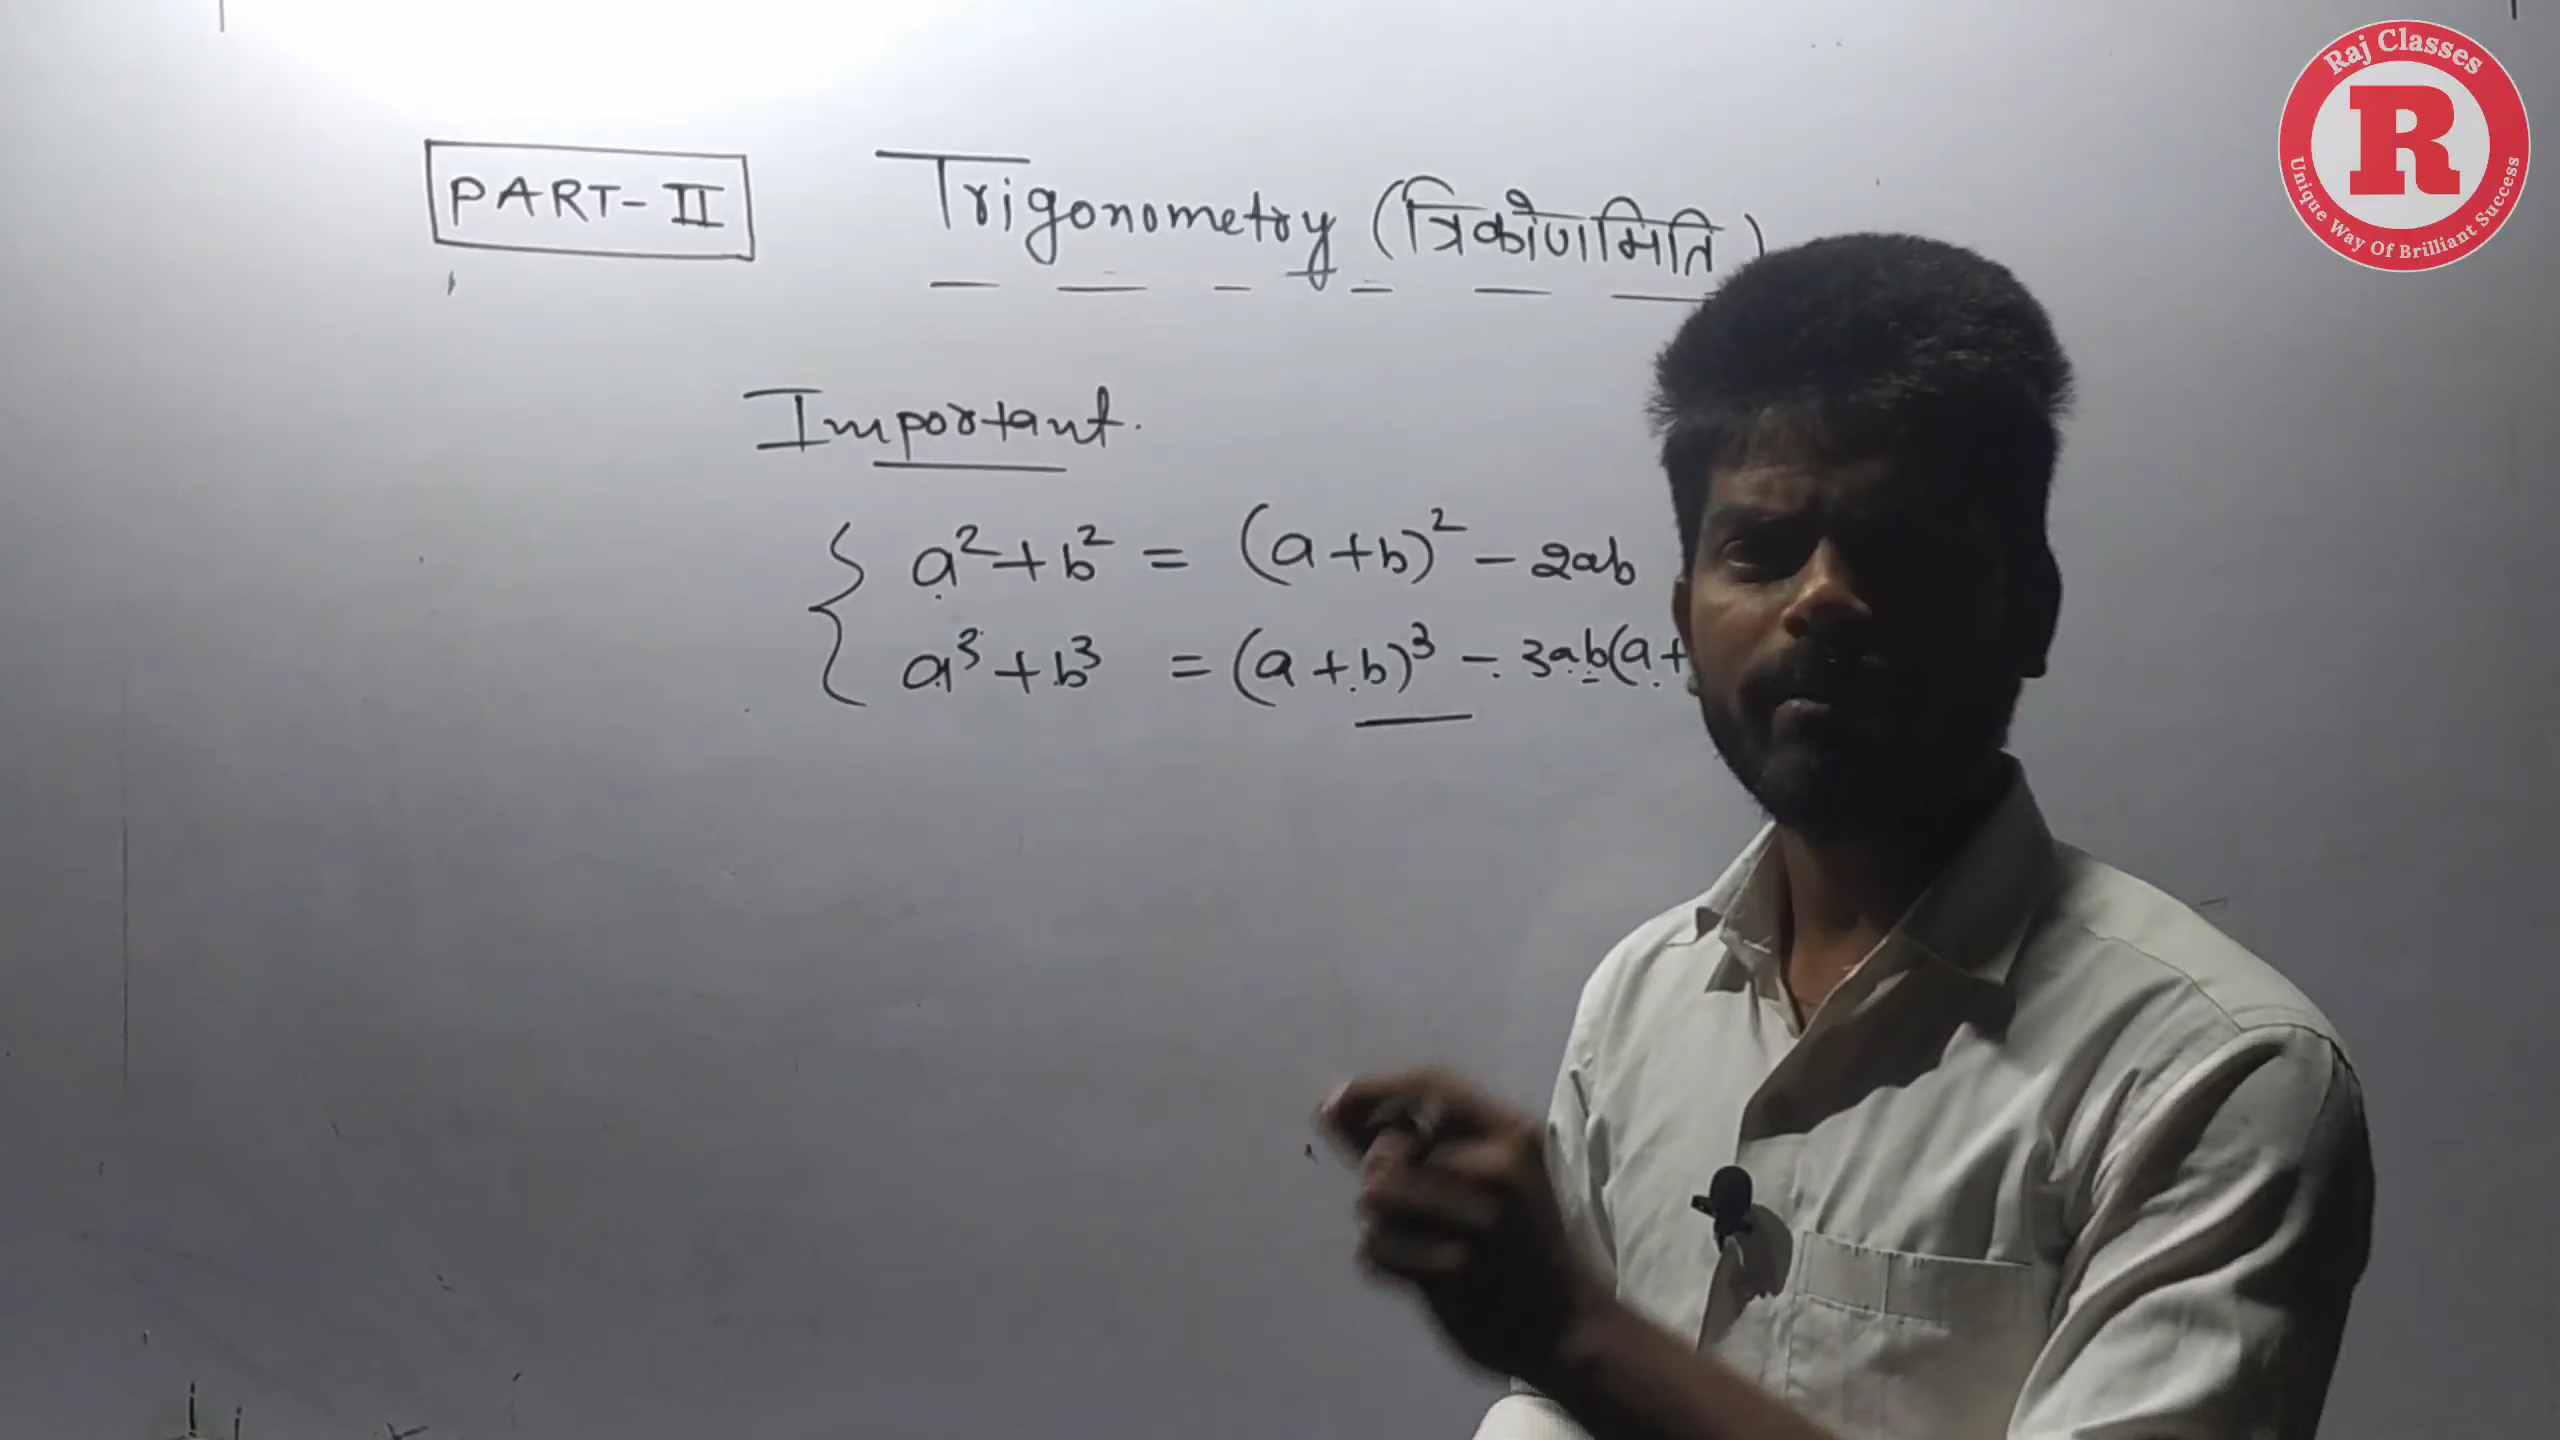 PART-II
Trigonometry (त्रिकोणमिति)
Important.
a²+b² = (a+b)² - 2ab
a³+b³ = (a+b)³ - 3ab(a+
Raj Classes
R
Unique Way Of Brilliant Success